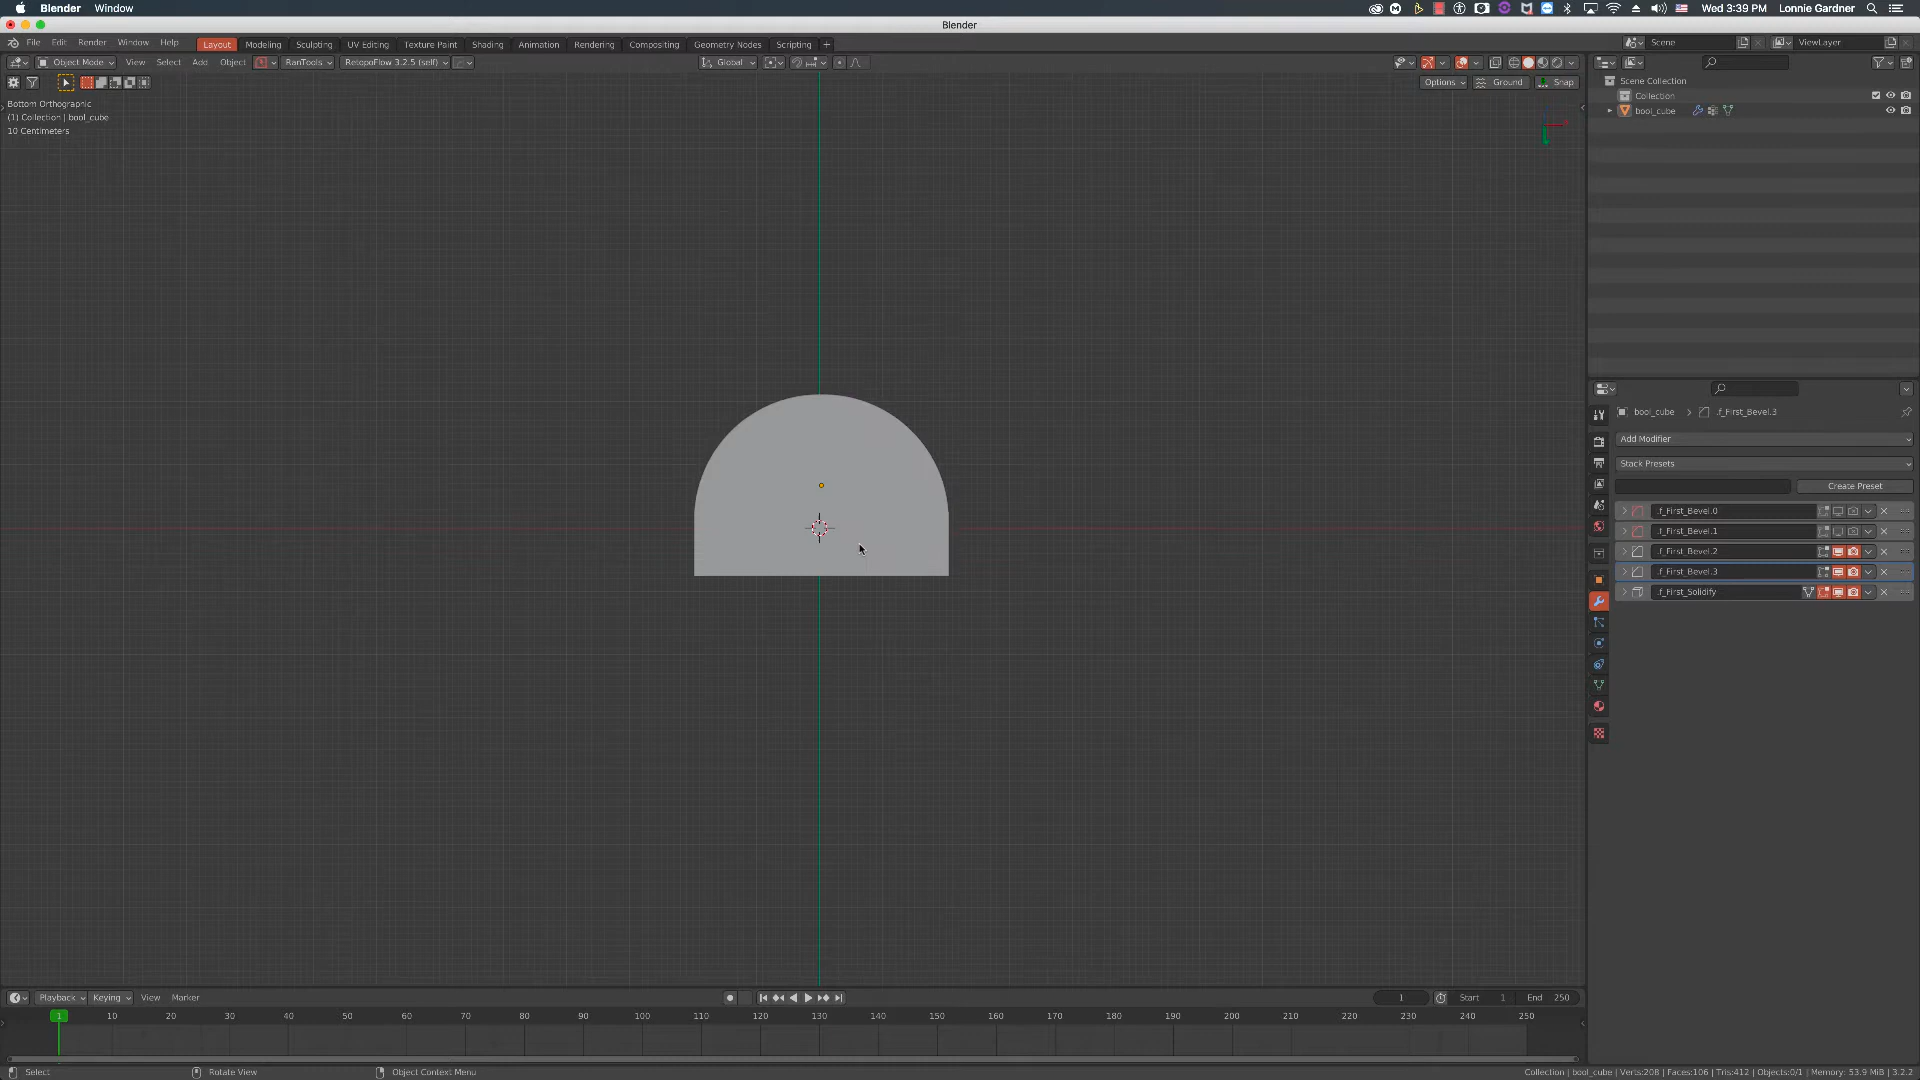 Blender Window Wed 3:39 PM Lonnie Gardner
Blender
File Edit Render Window Help Layout Modeling Sculpting UV Editing Texture Paint Shading Animation Rendering Compositing Geometry Nodes Scripting + Scene ViewLayer
Object Mode View Select Add Object RanTools RetopoFlow 3.2.5 (self) Global
Options Ground Snap
Scene Collection
Collection
bool_cube
Bottom Orthographic
(1) Collection | bool_cube
10 Centimeters
bool_cube > .f_First_Bevel.3
Add Modifier
Stack Presets
Create Preset
.f_First_Bevel.0
.f_First_Bevel.1
.f_First_Bevel.2
.f_First_Bevel.3
.f_First_Solidify
Playback Keying View Marker 1 Start 1 End 250
1 10 20 30 40 50 60 70 80 90 100 110 120 130 140 150 160 170 180 190 200 210 220 230 240 250
Select Rotate View Object Context Menu Collection | bool_cube | Verts:208 | Faces:106 | Tris:412 | Objects:0/1 | Memory: 53.9 MiB | 3.2.2